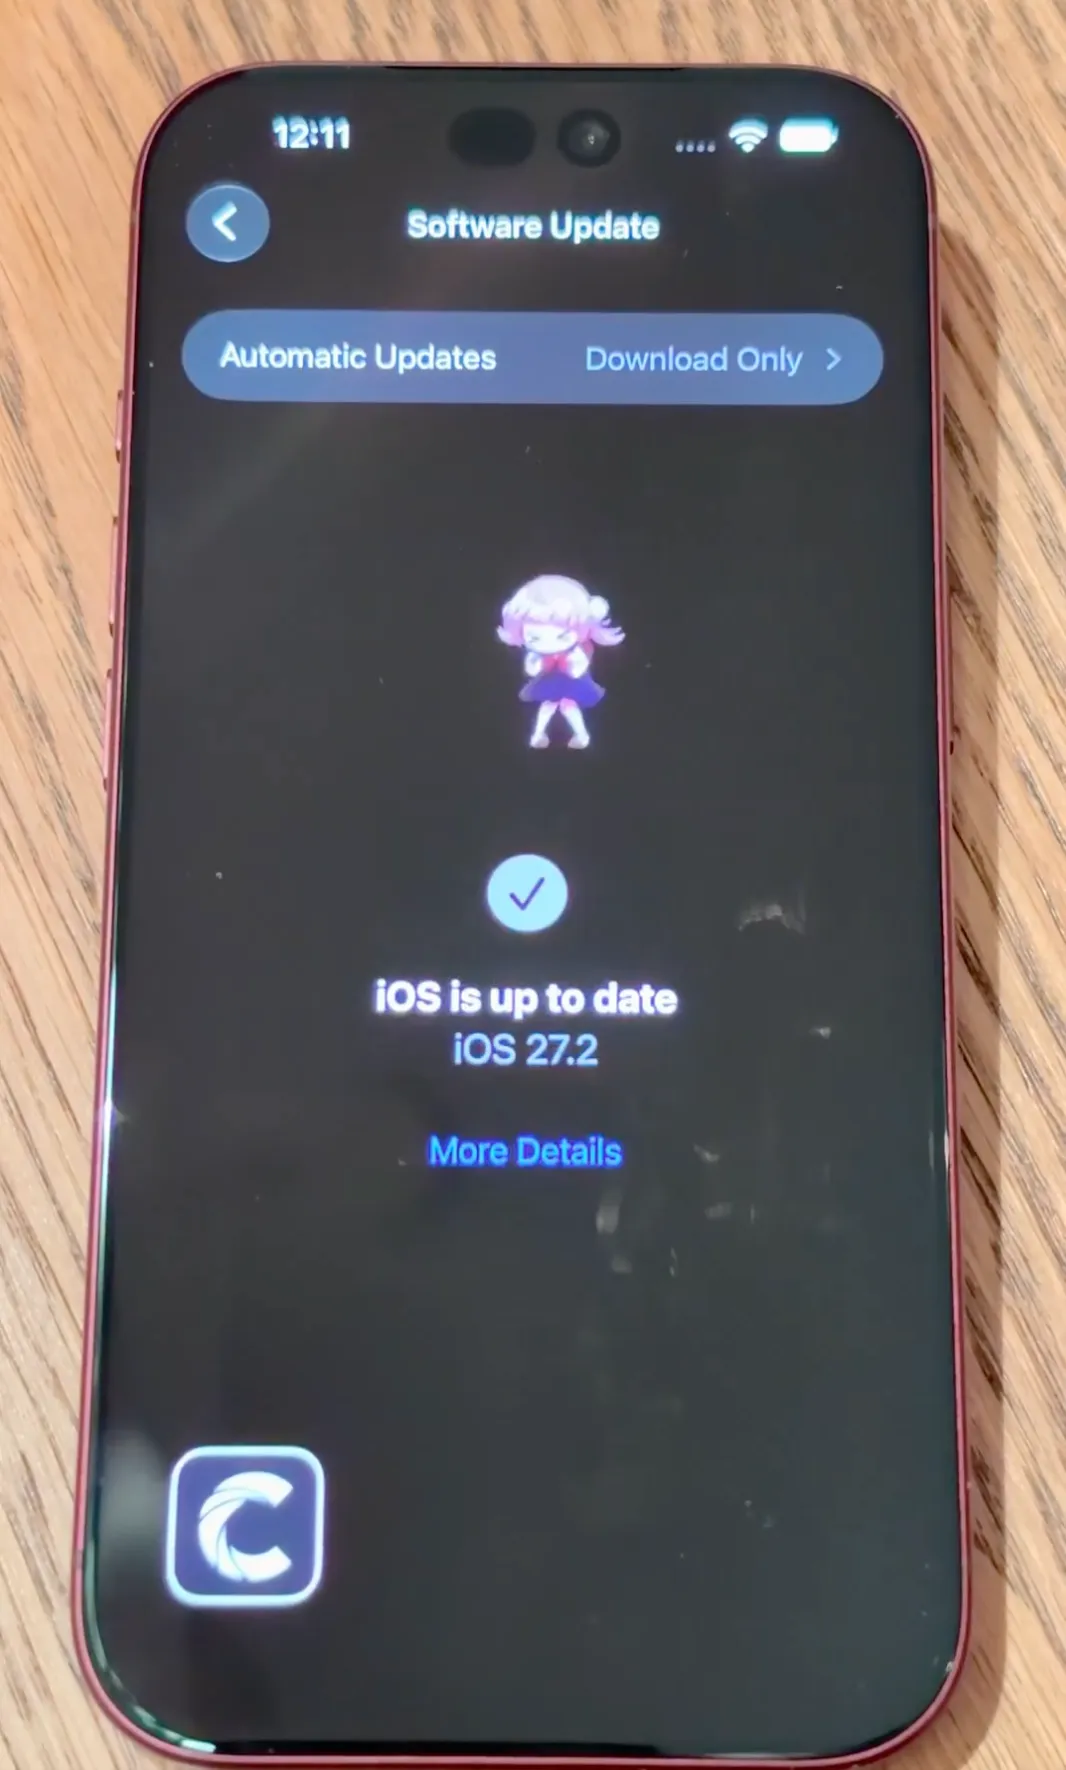 12:11
Software Update
Automatic Updates Download Only
iOS is up to date
iOS 27.2
More Details
C